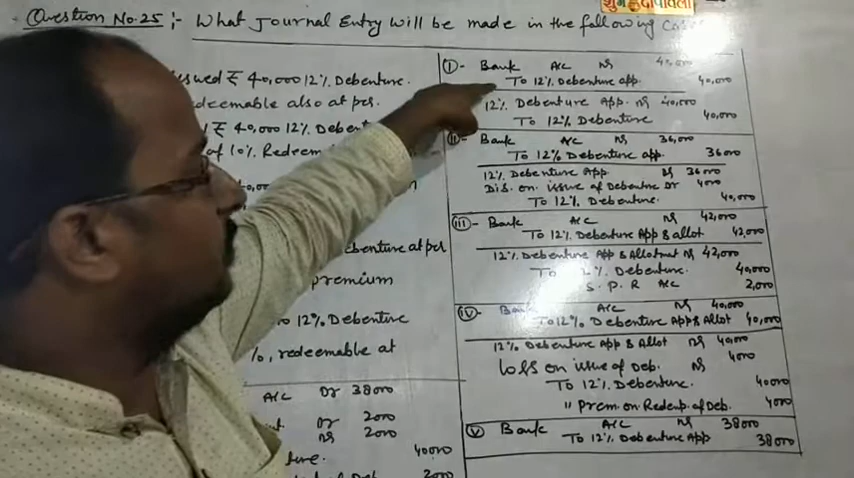 Question No.25 ;- What Journal Entry will be made in the following
issued ₹ 40,000 12% Debenture.
redeemable also at par.
₹ 40,000 12% Deben
of 10% Redeem
Debenture at par
premium
12% Debenture
%, redeemable at
A/C Dr 38000
Dr 2000
Dr 2000
40000
2000
I - Bank A/C Dr 40,000
To 12% Debenture app. 40,000
12% Debenture App. Dr 40,000
To 12% Debenture 40,000
II - Bank A/C Dr 36,000
To 12% Debenture app. 36000
12% Debenture App Dr 36000
Dis. on issue of Debentre Dr 4000
To 12% Debenture. 40,000
III - Bank A/C Dr 42,000
To 12% Debenture App & allot 42,000
12% Debenture App & Allotment Dr 42,000
To 12% Debenture. 40,000
S. P. R A/c 2,000
IV - Bank A/C Dr 40,000
To 12% Debenture App & Allot 40,000
12% Debenture App & Allot Dr 40,000
loss on issue of Deb. Dr 4000
To 12% Debenture. 40000
" Prem. on Redemp. of Deb. 4000
V Bank A/C Dr 38000
To 12% Debenture App 38000